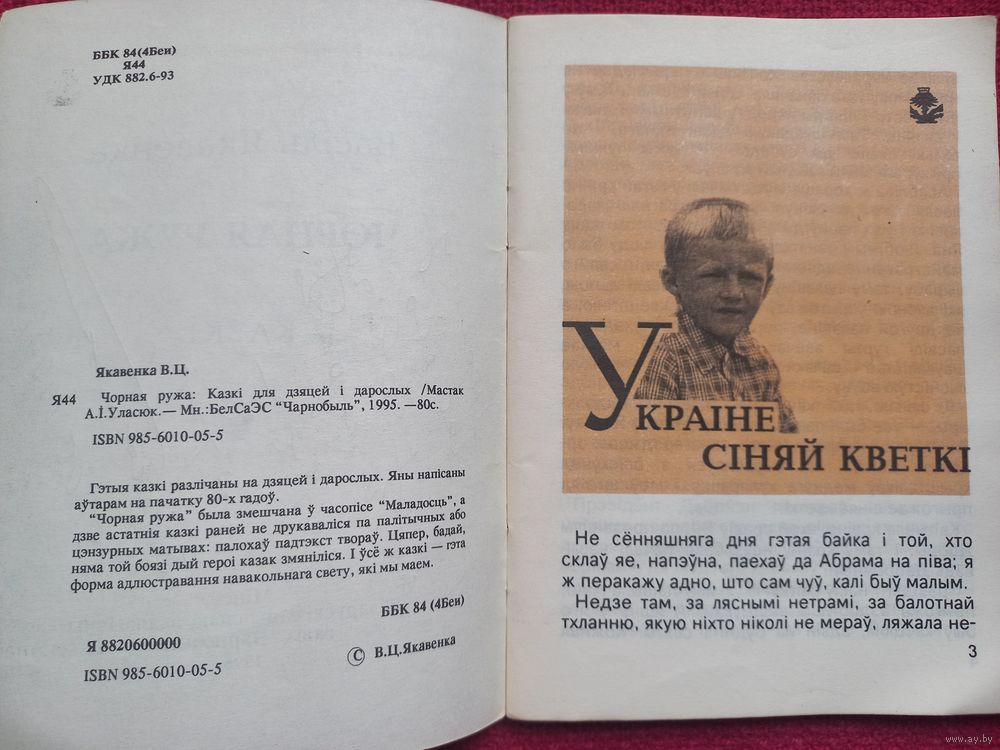 ББК 84(4Беи)
Я44
УДК 882.6-93
Якавенка В.Ц.
Я44 Чорная ружа: Казкі для дзяцей і дарослых /Мастак
А.І.Уласюк.— Мн.:БелСаЭС “Чарнобыль”, 1995. —80с.
ISBN 985-6010-05-5
Гэтыя казкі разлічаны на дзяцей і дарослых. Яны напісаны
аўтарам на пачатку 80-х гадоў.
“Чорная ружа” была змешчана ў часопісе “Маладосць”, а
дзве астатнія казкі раней не друкаваліся па палітычных або
цэнзурных матывах: палохаў падтэкст твораў. Цяпер, бадай,
няма той боязі дый героі казак змяніліся. І ўсё ж казкі — гэта
форма адлюстравання навакольнага свету, які мы маем.
ББК 84 (4Беи)
Я 8820600000
ISBN 985-6010-05-5
© В.Ц.Якавенка
УКРАІНЕ
СІНЯЙ КВЕТКІ
Не сённяшняга дня гэтая байка і той, хто
склаў яе, напэўна, паехаў да Абрама на піва; я
ж перакажу адно, што сам чуў, калі быў малым.
Недзе там, за ляснымі нетрамі, за балотнай
тхланню, якую ніхто ніколі не мераў, ляжала не-
3
www.ay.by